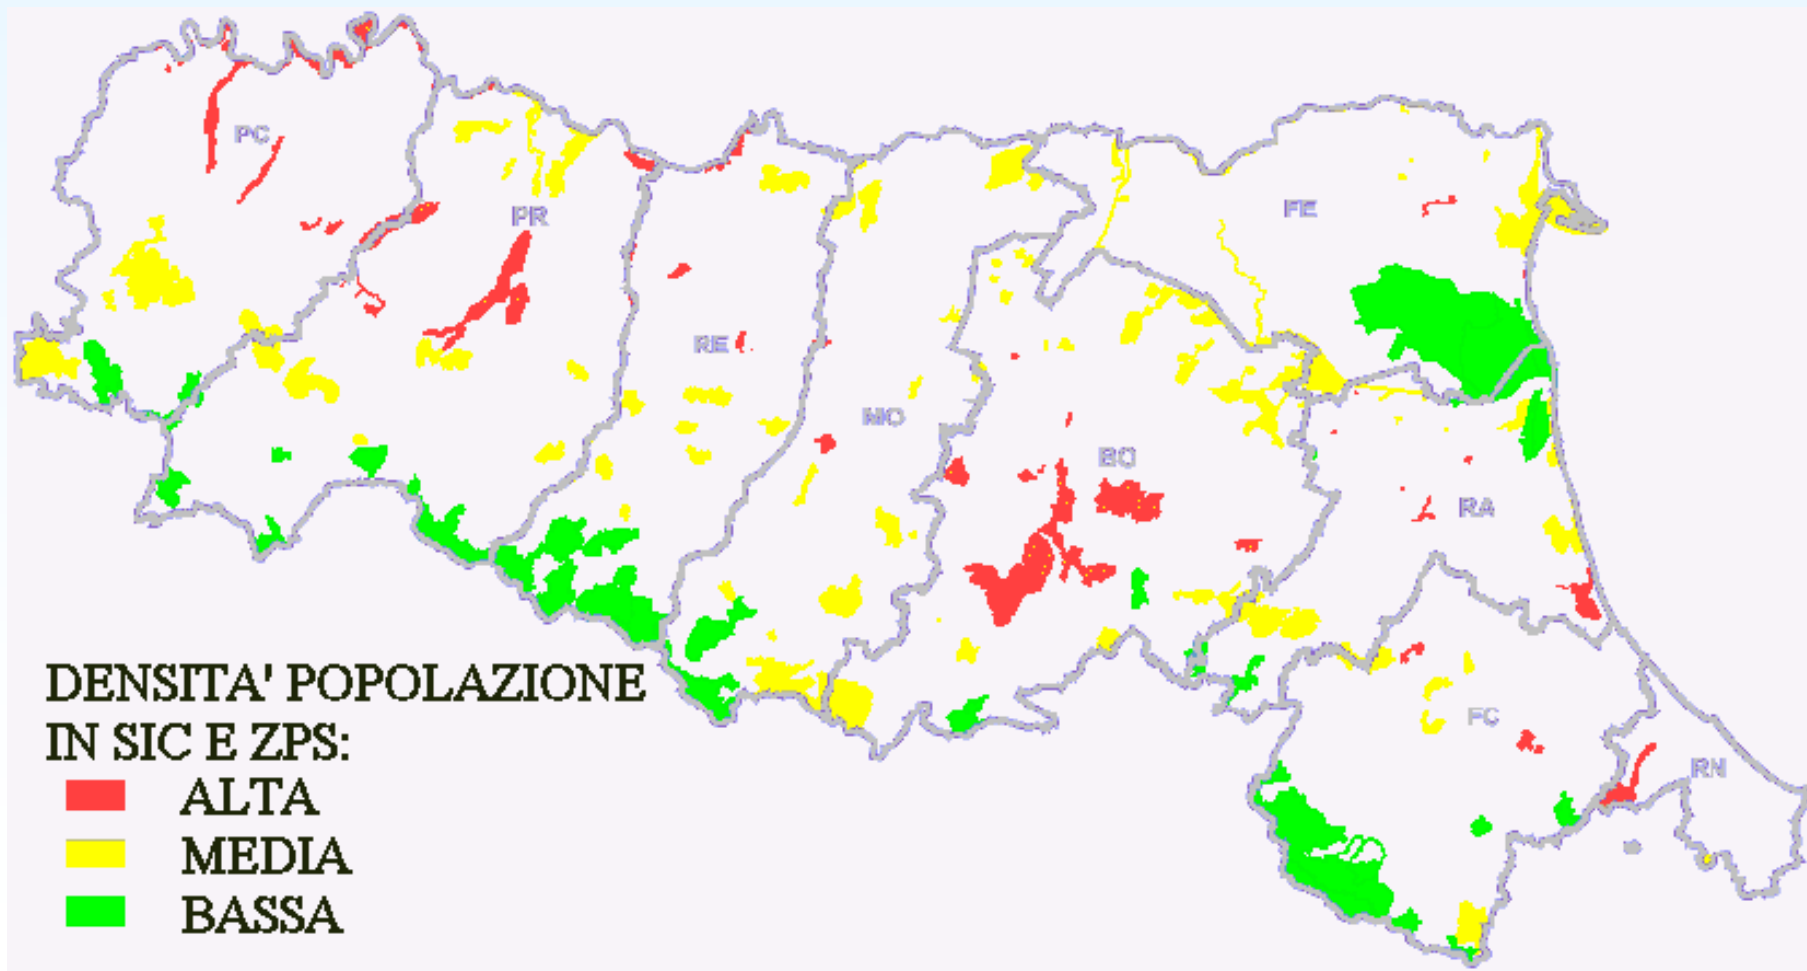 PC
PR
FE
RE
MO
BO
RA
FC
RN
DENSITA' POPOLAZIONE
IN SIC E ZPS:
ALTA
MEDIA
BASSA